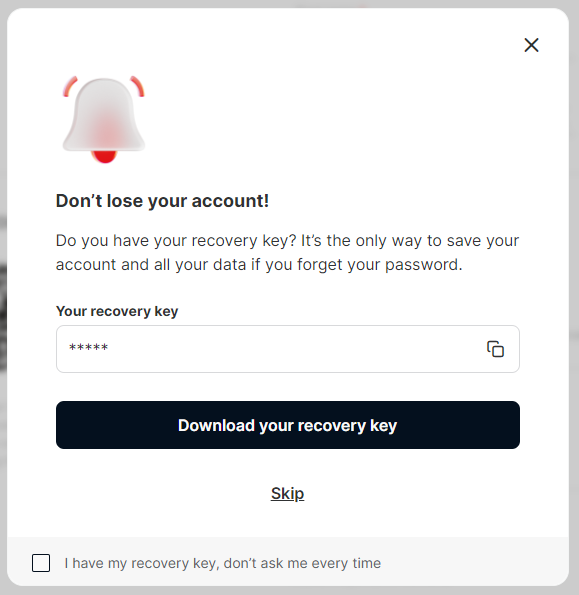 Don’t lose your account!
Do you have your recovery key? It’s the only way to save your
account and all your data if you forget your password.
Your recovery key
*****
Download your recovery key
Skip
I have my recovery key, don’t ask me every time